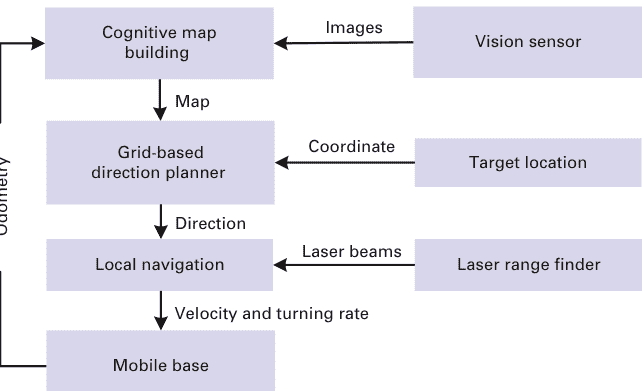 Cognitive map
building
Images
Vision sensor
Map
Grid-based
direction planner
Coordinate
Target location
Odometry
Direction
Local navigation
Laser beams
Laser range finder
Velocity and turning rate
Mobile base